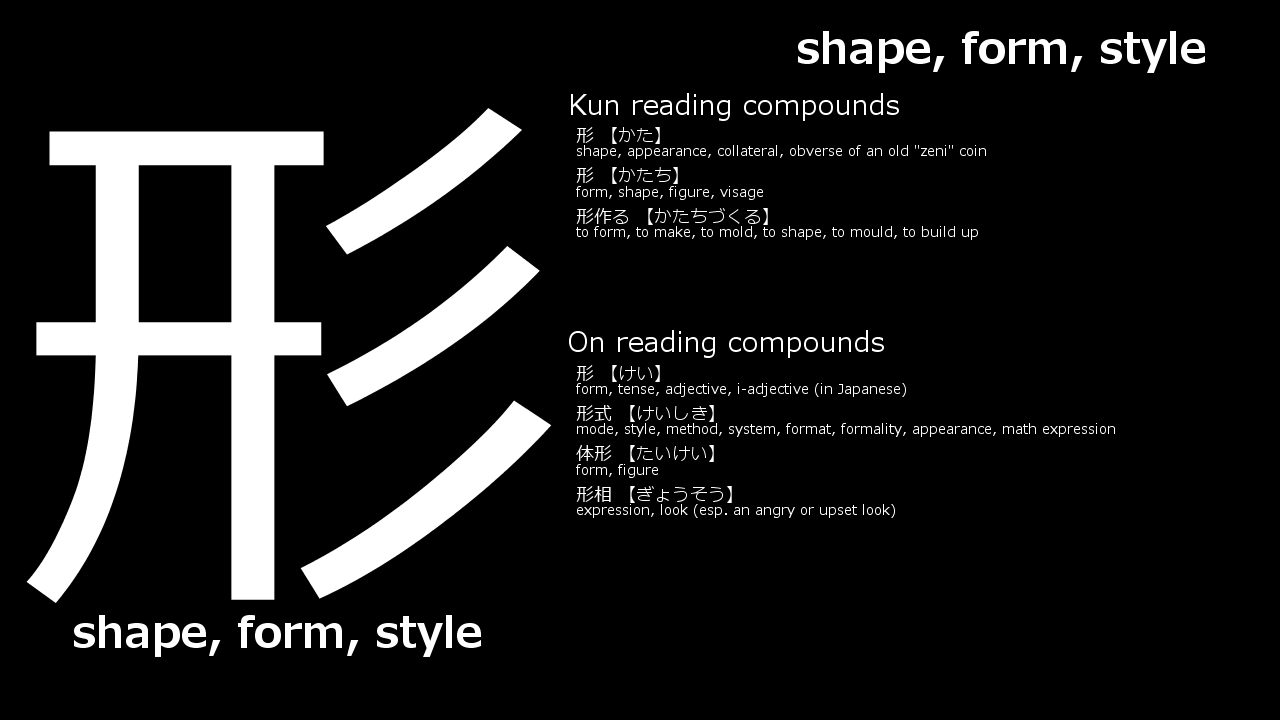 shape, form, style
形
shape, form, style
Kun reading compounds
形 【かた】
shape, appearance, collateral, obverse of an old "zeni" coin
形 【かたち】
form, shape, figure, visage
形作る 【かたちづくる】
to form, to make, to mold, to shape, to mould, to build up
On reading compounds
形 【けい】
form, tense, adjective, i-adjective (in Japanese)
形式 【けいしき】
mode, style, method, system, format, formality, appearance, math expression
体形 【たいけい】
form, figure
形相 【ぎょうそう】
expression, look (esp. an angry or upset look)